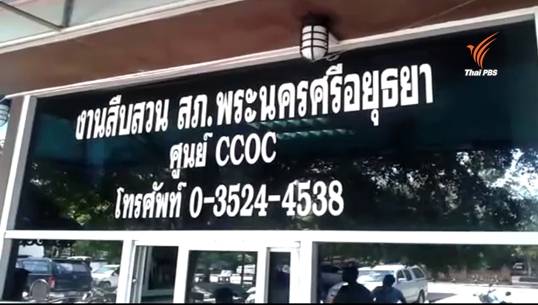 Thai PBS
งานสืบสวน สภ.พระนครศรีอยุธยา
ศูนย์ CCOC
โทรศัพท์ 0-3524-4538